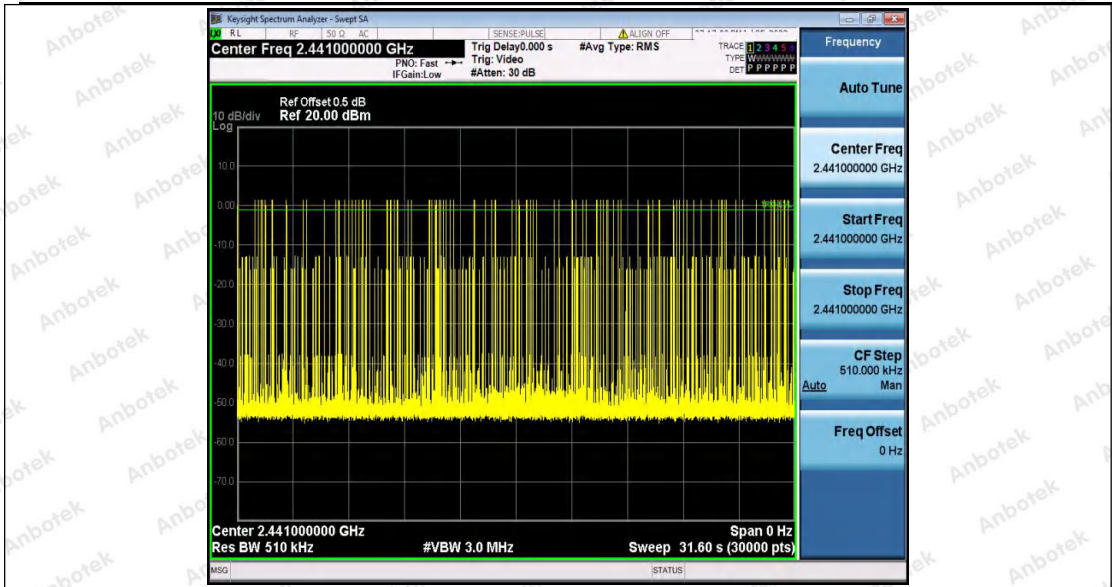 Keysight Spectrum Analyzer - Swept SA
RL RF 50 Ω AC SENSE:PULSE ALIGN OFF
Center Freq 2.441000000 GHz
PNO: Fast
IFGain:Low
Trig Delay0.000 s
Trig: Video
#Atten: 30 dB
#Avg Type: RMS
TRACE 1 2 3 4 5 6
TYPE WWWWWW
DET P P P P P P
Frequency
Ref Offset 0.5 dB
10 dB/div Ref 20.00 dBm
Log
10.0
0.00
-10.0
-20.0
-30.0
-40.0
-50.0
-60.0
-70.0
Center 2.441000000 GHz Span 0 Hz
Res BW 510 kHz #VBW 3.0 MHz Sweep 31.60 s (30000 pts)
MSG STATUS
Auto Tune
Center Freq
2.441000000 GHz
Start Freq
2.441000000 GHz
Stop Freq
2.441000000 GHz
CF Step
510.000 kHz
Auto Man
Freq Offset
0 Hz
Anbotek